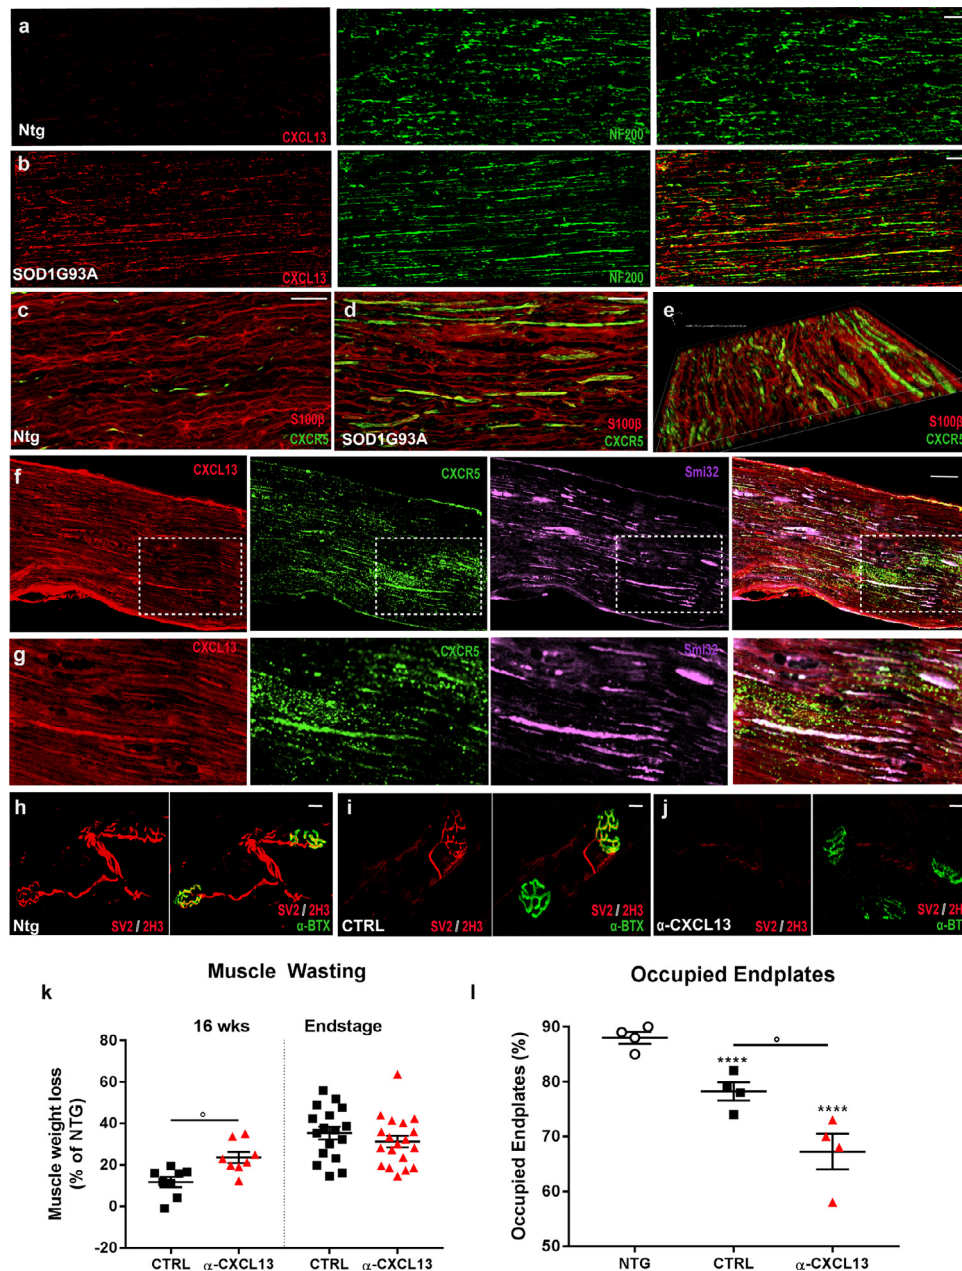 a
Ntg
CXCL13
NF200
b
SOD1G93A
CXCL13
NF200
c
Ntg
S100β
CXCR5
d
SOD1G93A
e
S100β
CXCR5
f
CXCL13
CXCR5
Smi32
g
CXCL13
CXCR5
Smi32
h
Ntg
SV2 / 2H3
SV2 / 2H3
α-BTX
i
CTRL
SV2 / 2H3
SV2 / 2H3
α-BTX
j
α-CXCL13
SV2 / 2H3
SV2 / 2H3
α-BTX
k
Muscle Wasting
16 wks
Endstage
Muscle weight loss
(% of NTG)
80
60
40
20
0
-20
°
CTRL
α-CXCL13
CTRL
α-CXCL13
l
Occupied Endplates
Occupied Endplates (%)
90
80
70
60
50
****
°
****
NTG
CTRL
α-CXCL13